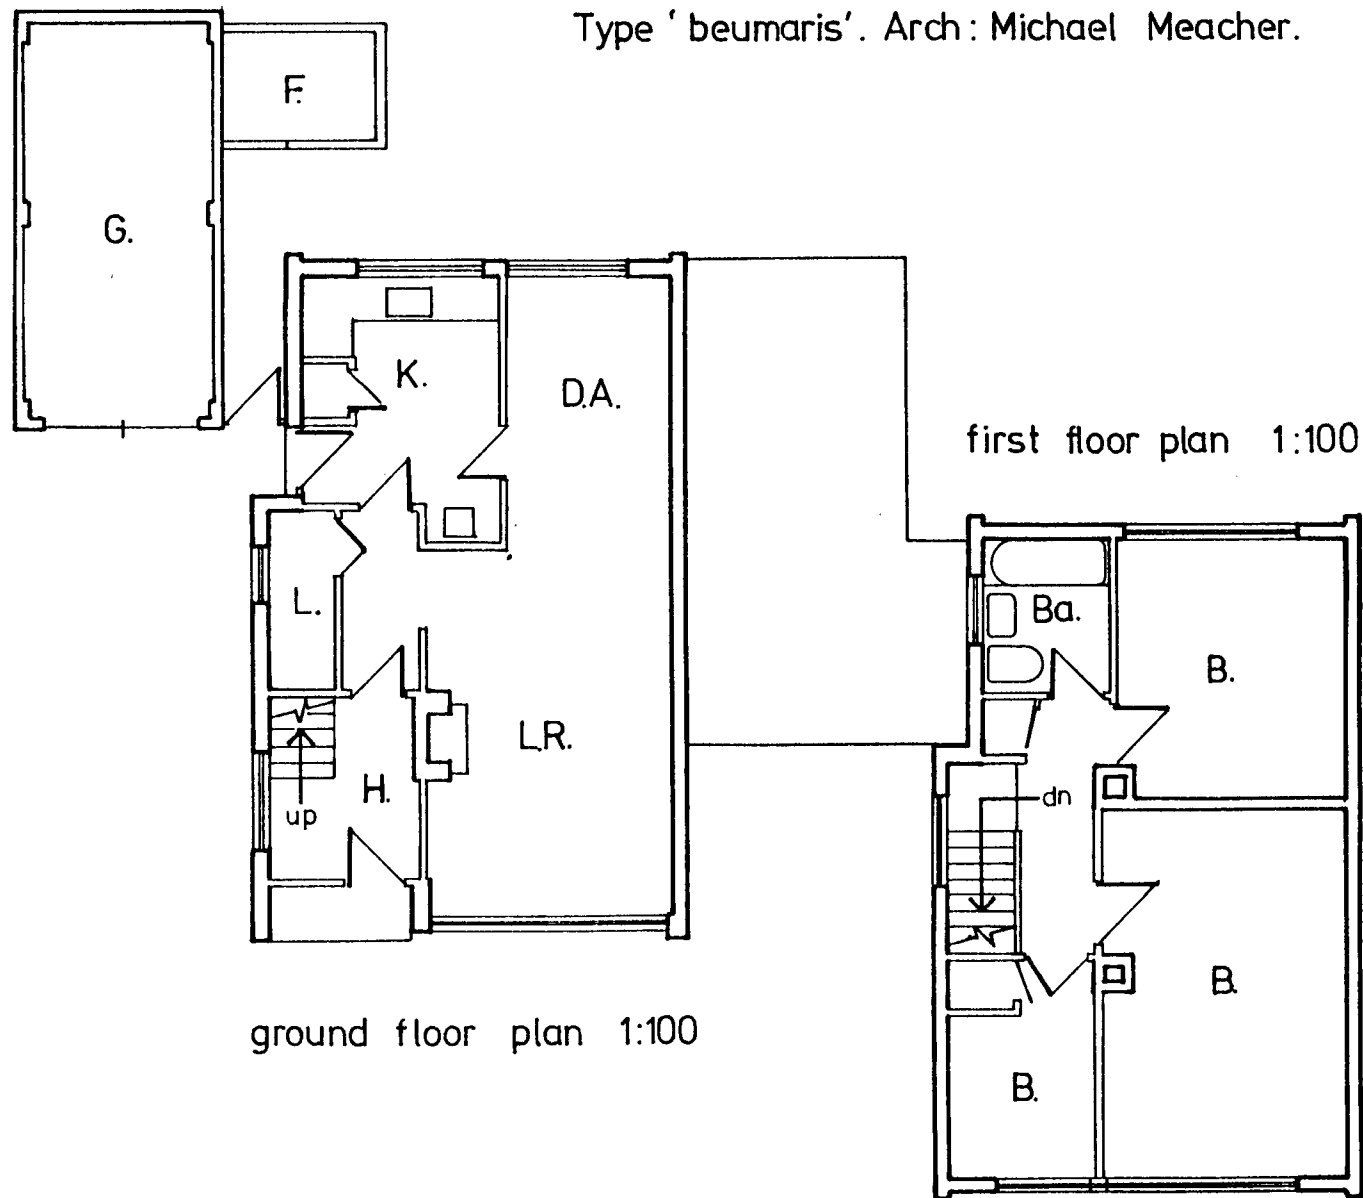 Type 'beumaris'. Arch: Michael Meacher.
F.
G.
K.
D.A.
first floor plan 1:100
L.
Ba.
B.
L.R.
H.
up
dn
B.
ground floor plan 1:100
B.